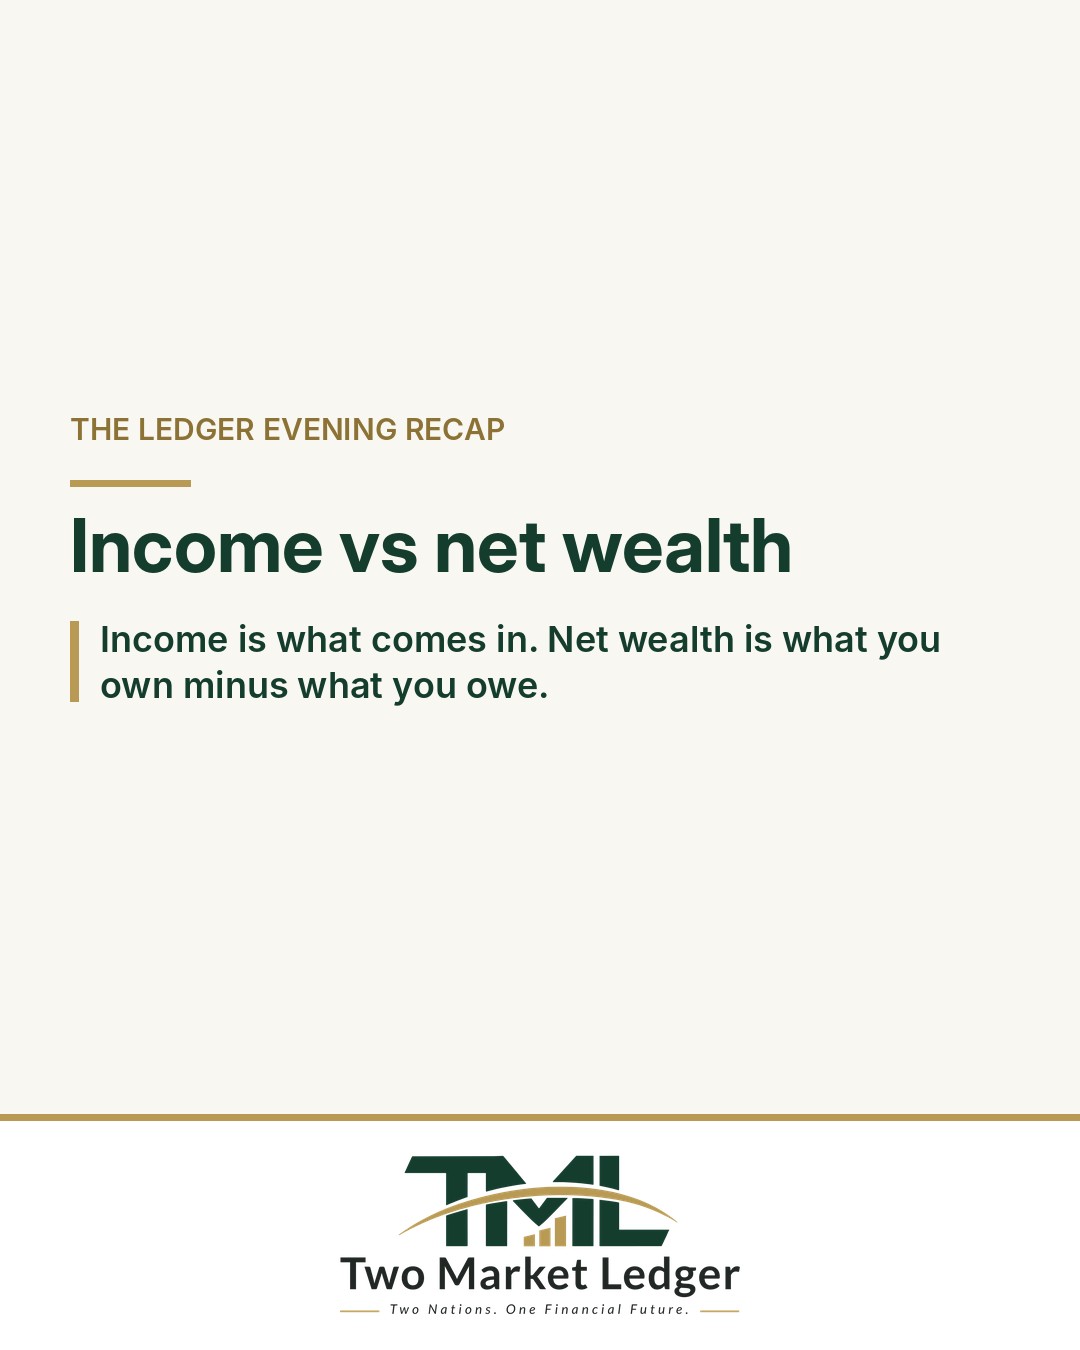 THE LEDGER EVENING RECAP
Income vs net wealth
Income is what comes in. Net wealth is what you
own minus what you owe.
TML
Two Market Ledger
Two Nations. One Financial Future.